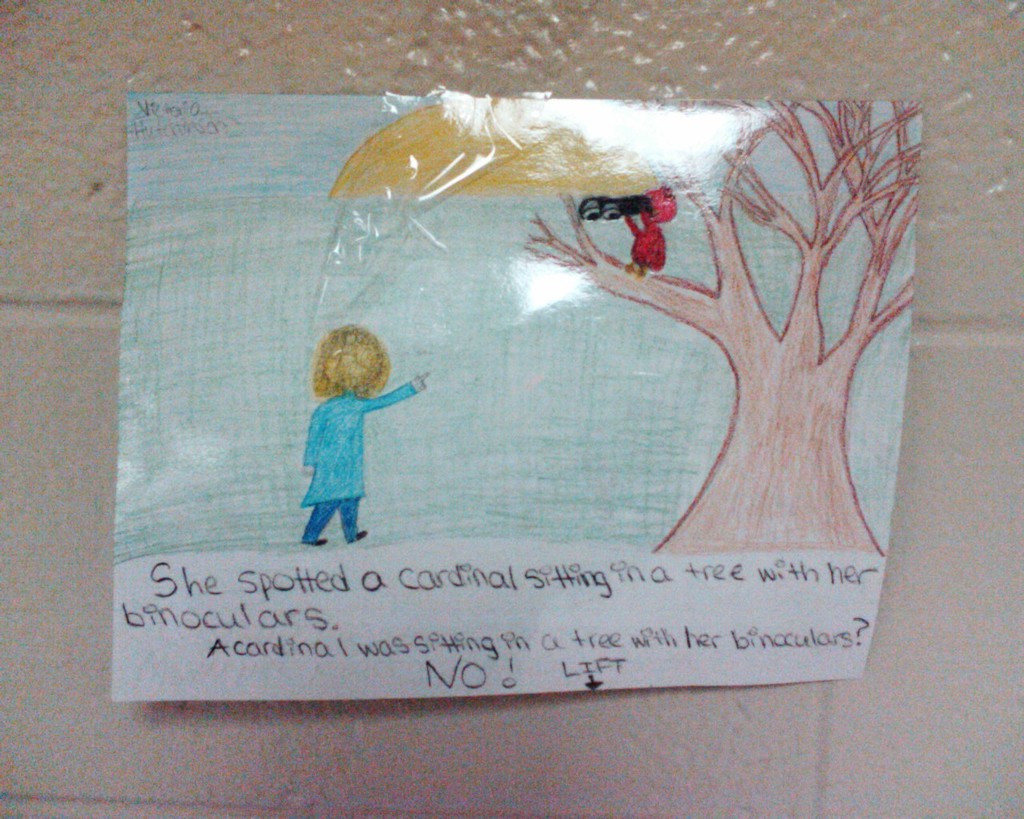 Victoria
Hutchinson
She spotted a cardinal sitting in a tree with her
binoculars.
A cardinal was sitting in a tree with her binoculars?
NO! LIFT